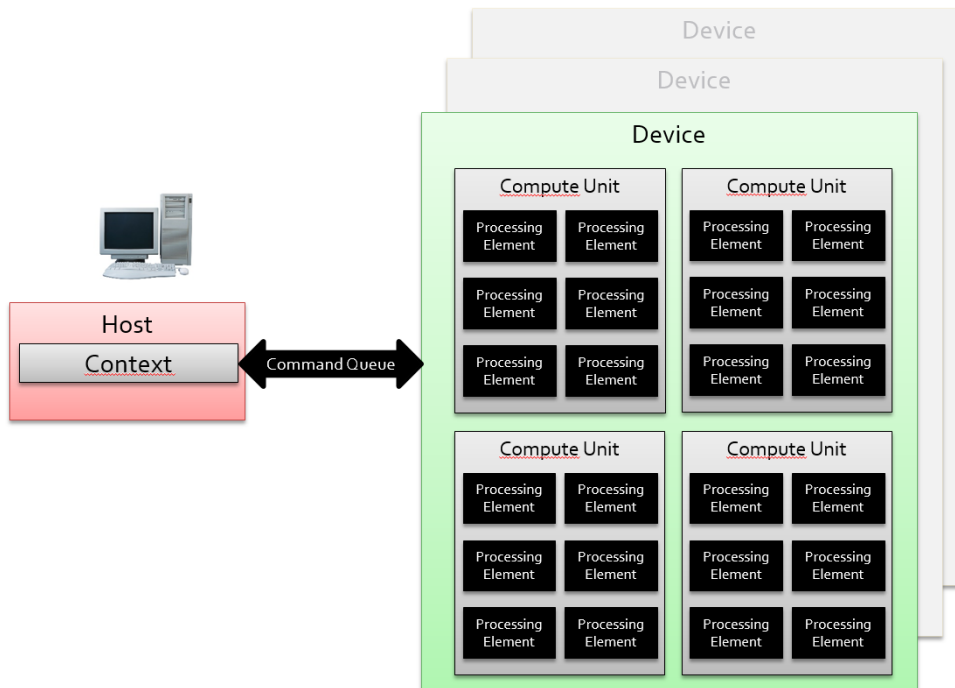 Device
Device
Device
Compute Unit
Processing
Element
Processing
Element
Processing
Element
Processing
Element
Processing
Element
Processing
Element
Compute Unit
Processing
Element
Processing
Element
Processing
Element
Processing
Element
Processing
Element
Processing
Element
Host
Context
Command Queue
Compute Unit
Processing
Element
Processing
Element
Processing
Element
Processing
Element
Processing
Element
Processing
Element
Compute Unit
Processing
Element
Processing
Element
Processing
Element
Processing
Element
Processing
Element
Processing
Element